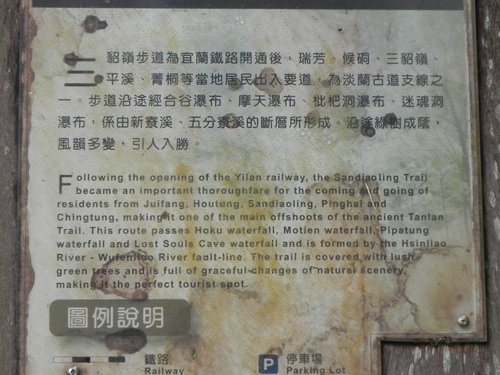 三貂嶺步道為宜蘭鐵路開通後，瑞芳、候硐、三貂嶺、
平溪、菁桐等當地居民出入要道，為淡蘭古道支線之
一。步道沿途經合谷瀑布、摩天瀑布、枇杷洞瀑布、迷魂洞
瀑布，係由新寮溪、五分寮溪的斷層所形成。沿途綠樹成蔭，
風韻多變，引人入勝。
Following the opening of the Yilan railway, the Sandiaoling Trail
became an important thoroughfare for the coming and going of
residents from Juifang, Houtung, Sandiaoling, Pinghsi and
Chingtung, making it one of the main offshoots of the ancient Tanlan
Trail. This route passes Hoku waterfall, Motien waterfall, Pipatung
waterfall and Lost Souls Cave waterfall and is formed by the Hsinliao
River - Wufenliao River fault-line. The trail is covered with lush
green trees and is full of graceful changes of natural scenery,
making it the perfect tourist spot.
圖例說明
鐵路 P 停車場
Railway Parking Lot